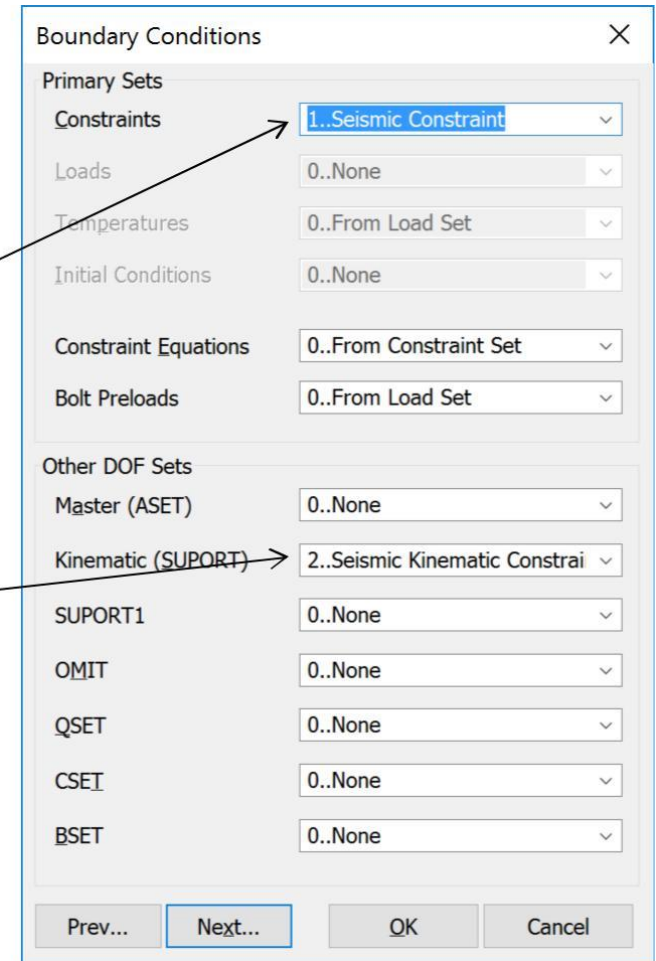 Boundary Conditions
Primary Sets
Constraints 1..Seismic Constraint
Loads 0..None
Temperatures 0..From Load Set
Initial Conditions 0..None
Constraint Equations 0..From Constraint Set
Bolt Preloads 0..From Load Set
Other DOF Sets
Master (ASET) 0..None
Kinematic (SUPORT) 2..Seismic Kinematic Constrai
SUPORT1 0..None
OMIT 0..None
QSET 0..None
CSET 0..None
BSET 0..None
Prev... Next... OK Cancel